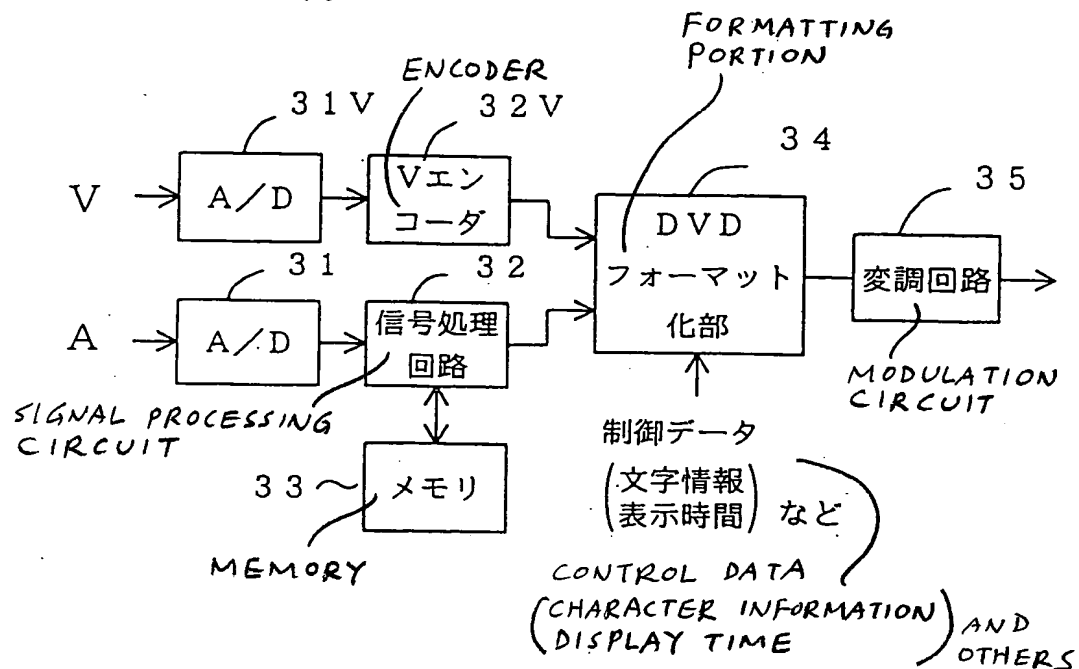 FORMATTING
PORTION
ENCODER
31V
32V
34
35
V
A/D
Vエン
コーダ
DVD
フォーマット
化部
変調回路
31
32
A
A/D
信号処理
回路
MODULATION
CIRCUIT
SIGNAL PROCESSING
CIRCUIT
33
メモリ
MEMORY
制御データ
(文字情報
表示時間) など
CONTROL DATA
(CHARACTER INFORMATION
DISPLAY TIME) AND
OTHERS